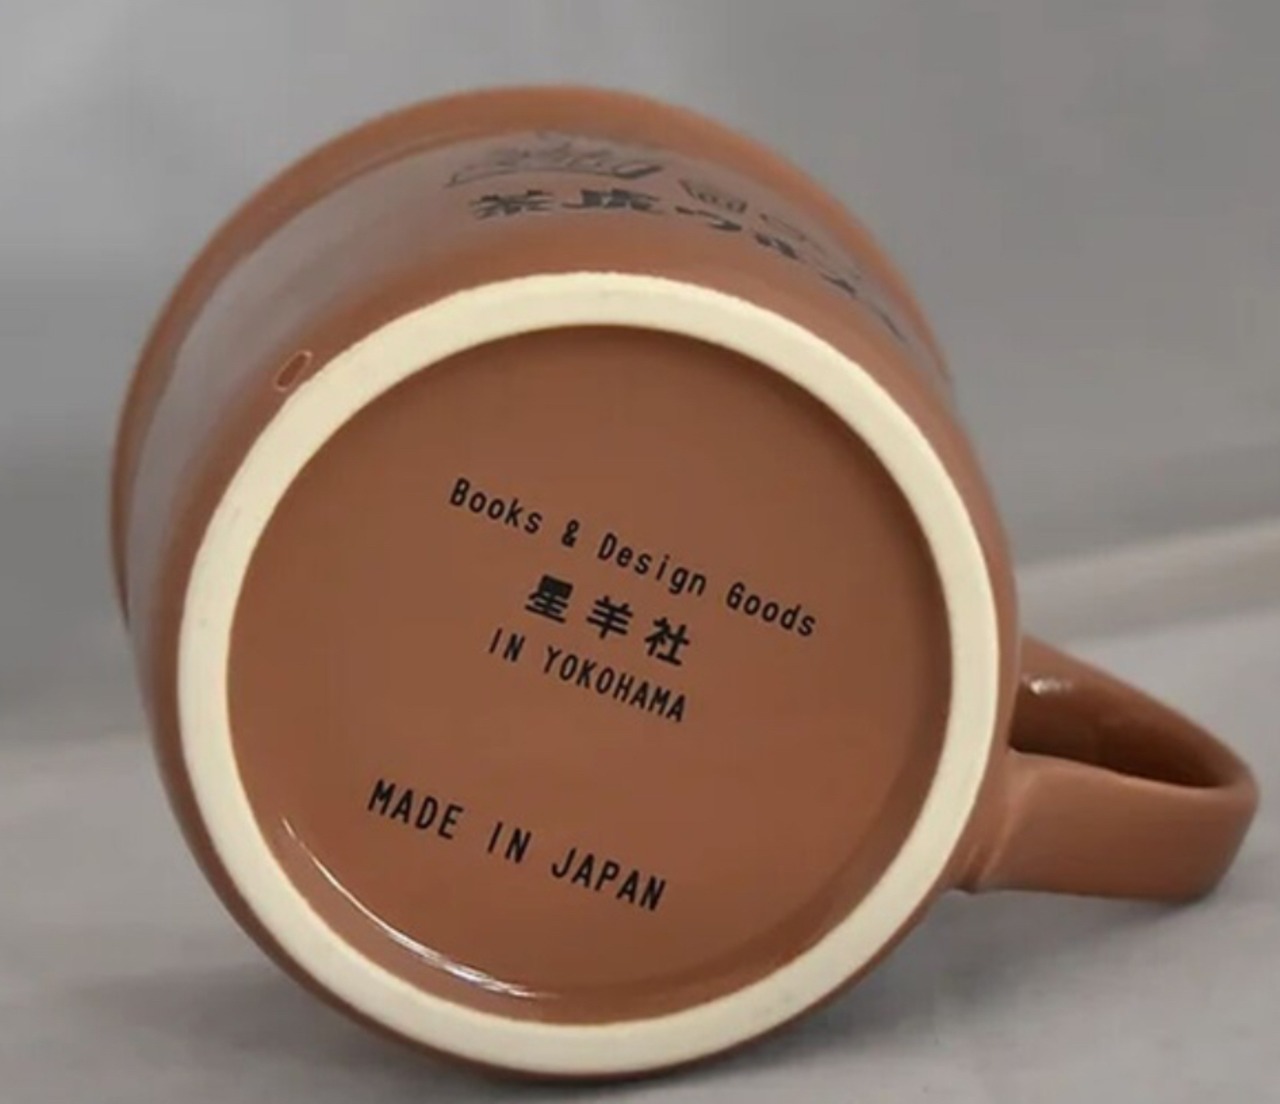 Books & Design Goods
星羊社
IN YOKOHAMA
MADE IN JAPAN